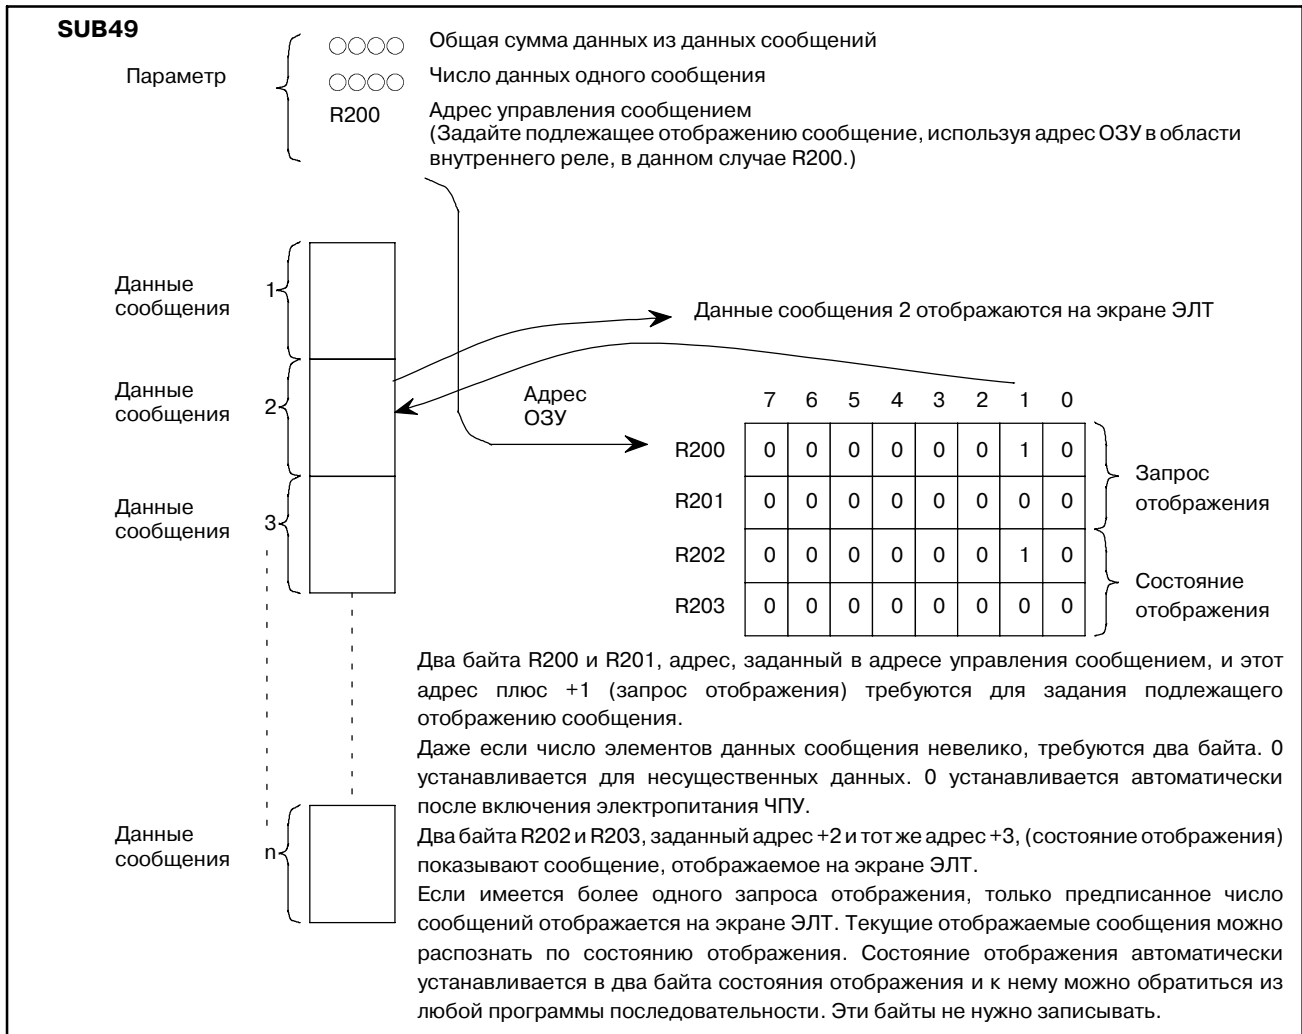 SUB49
Параметр
○○○○ Общая сумма данных из данных сообщений
○○○○ Число данных одного сообщения
R200 Адрес управления сообщением
(Задайте подлежащее отображению сообщение, используя адрес ОЗУ в области
внутреннего реле, в данном случае R200.)
Данные
сообщения 1
Данные сообщения 2 отображаются на экране ЭЛТ
Данные
сообщения 2
Адрес
ОЗУ
7 6 5 4 3 2 1 0
R200 0 0 0 0 0 0 1 0
R201 0 0 0 0 0 0 0 0
Запрос
отображения
R202 0 0 0 0 0 0 1 0
R203 0 0 0 0 0 0 0 0
Состояние
отображения
Данные
сообщения 3
Данные
сообщения n
Два байта R200 и R201, адрес, заданный в адресе управления сообщением, и этот
адрес плюс +1 (запрос отображения) требуются для задания подлежащего
отображению сообщения.
Даже если число элементов данных сообщения невелико, требуются два байта. 0
устанавливается для несущественных данных. 0 устанавливается автоматически
после включения электропитания ЧПУ.
Два байта R202 и R203, заданный адрес +2 и тот же адрес +3, (состояние отображения)
показывают сообщение, отображаемое на экране ЭЛТ.
Если имеется более одного запроса отображения, только предписанное число
сообщений отображается на экране ЭЛТ. Текущие отображаемые сообщения можно
распознать по состоянию отображения. Состояние отображения автоматически
устанавливается в два байта состояния отображения и к нему можно обратиться из
любой программы последовательности. Эти байты не нужно записывать.